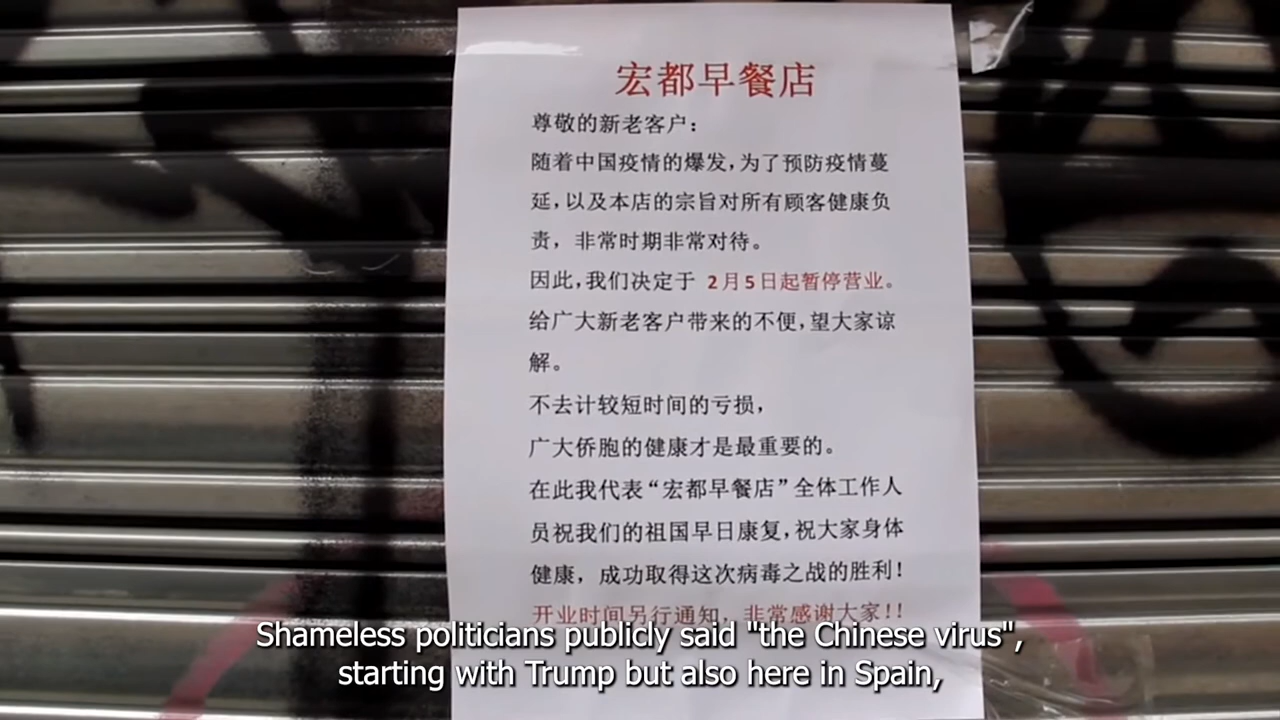 宏都早餐店
尊敬的新老客户：
随着中国疫情的爆发，为了预防疫情蔓
延，以及本店的宗旨对所有顾客健康负
责，非常时期非常对待。
因此，我们决定于 2月5日起暂停营业。
给广大新老客户带来的不便，望大家谅
解。
不去计较短时间的亏损，
广大侨胞的健康才是最重要的。
在此我代表“宏都早餐店”全体工作人
员祝我们的祖国早日康复，祝大家身体
健康，成功取得这次病毒之战的胜利！
开业时间另行通知，非常感谢大家！！
Shameless politicians publicly said "the Chinese virus",
starting with Trump but also here in Spain,